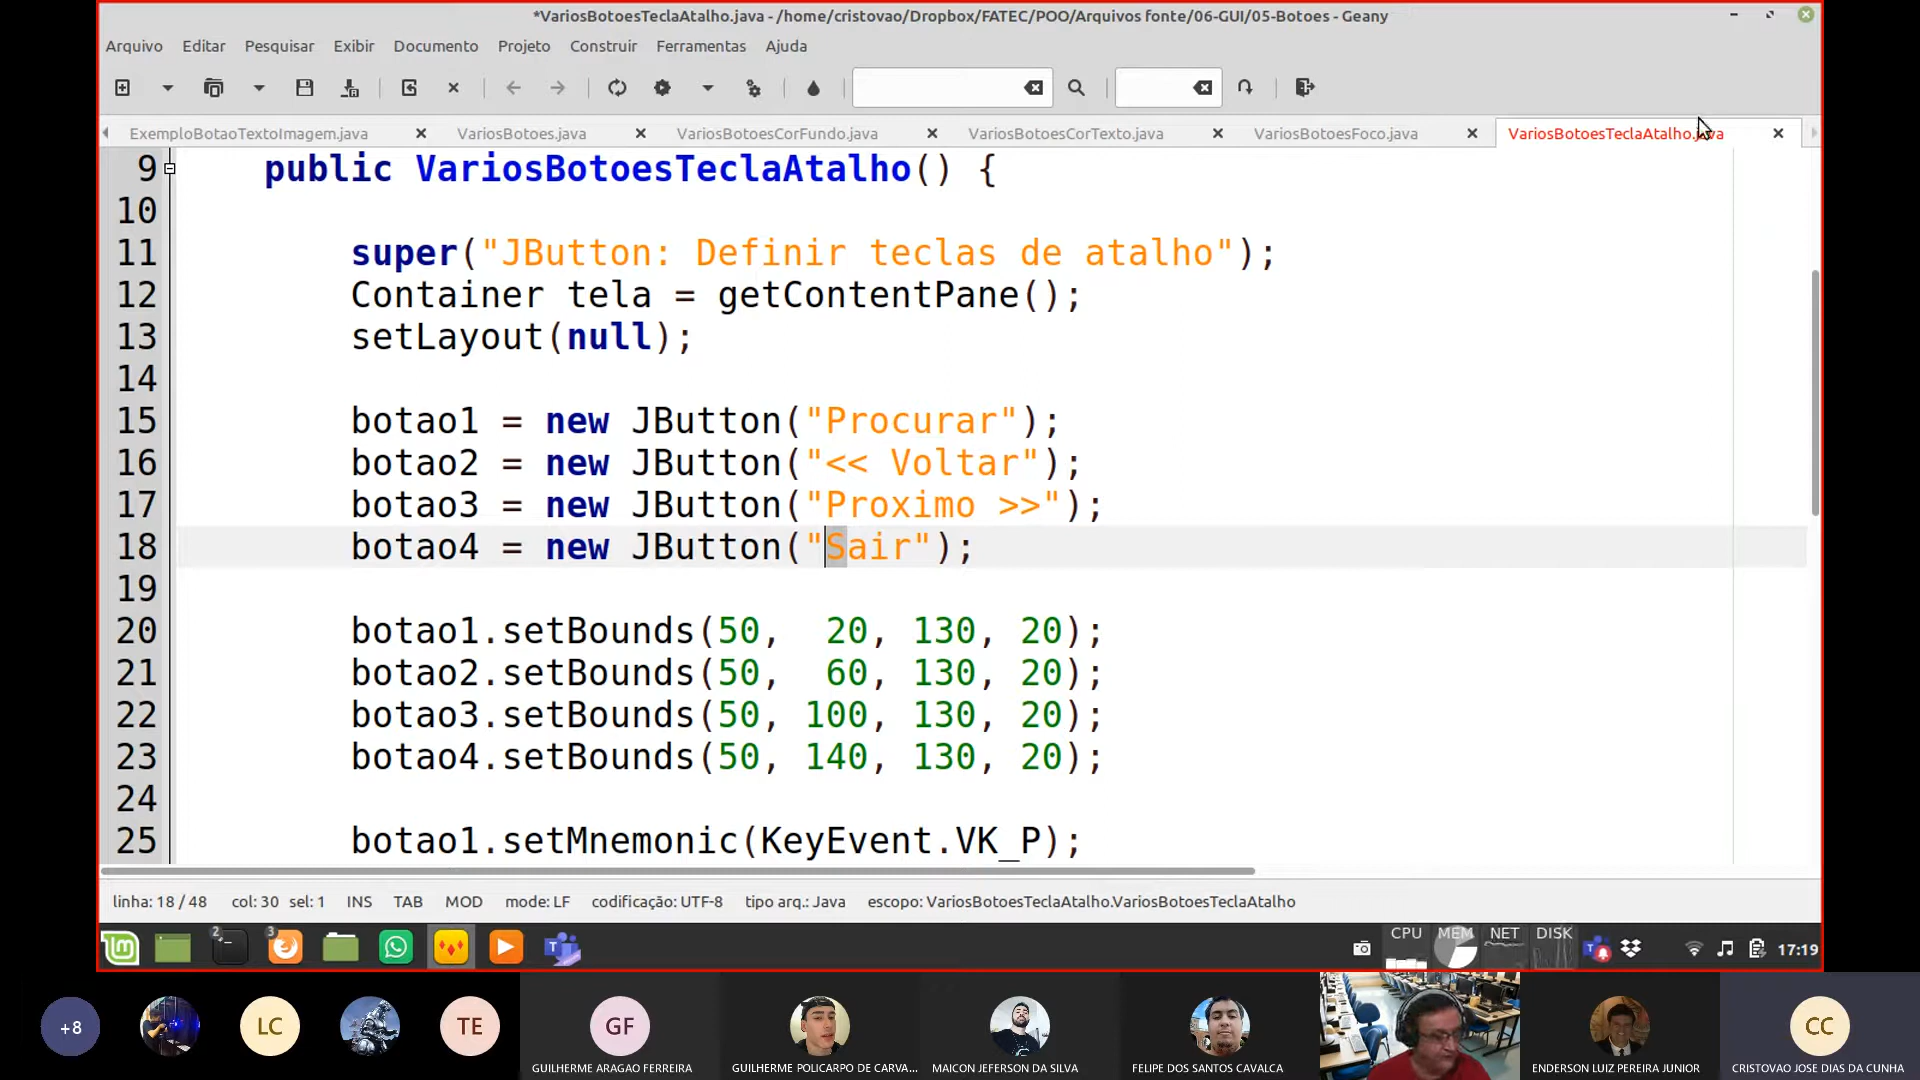 *VariosBotoesTeclaAtalho.java - /home/cristovao/Dropbox/FATEC/POO/Arquivos fonte/06-GUI/05-Botoes - Geany
Arquivo Editar Pesquisar Exibir Documento Projeto Construir Ferramentas Ajuda
ExemploBotaoTextoImagem.java VariosBotoes.java VariosBotoesCorFundo.java VariosBotoesCorTexto.java VariosBotoesFoco.java VariosBotoesTeclaAtalho.java
9 public VariosBotoesTeclaAtalho() {
10
11 super("JButton: Definir teclas de atalho");
12 Container tela = getContentPane();
13 setLayout(null);
14
15 botao1 = new JButton("Procurar");
16 botao2 = new JButton("<< Voltar");
17 botao3 = new JButton("Proximo >>");
18 botao4 = new JButton("Sair");
19
20 botao1.setBounds(50,  20, 130, 20);
21 botao2.setBounds(50,  60, 130, 20);
22 botao3.setBounds(50, 100, 130, 20);
23 botao4.setBounds(50, 140, 130, 20);
24
25 botao1.setMnemonic(KeyEvent.VK_P);
linha: 18 / 48 col: 30 sel: 1 INS TAB MOD mode: LF codificação: UTF-8 tipo arq.: Java escopo: VariosBotoesTeclaAtalho.VariosBotoesTeclaAtalho
2 3 CPU MEM NET DISK 17:19
+8 LC TE GF CC
GUILHERME ARAGAO FERREIRA GUILHERME POLICARPO DE CARVA... MAICON JEFERSON DA SILVA FELIPE DOS SANTOS CAVALCA ENDERSON LUIZ PEREIRA JUNIOR CRISTOVAO JOSE DIAS DA CUNHA